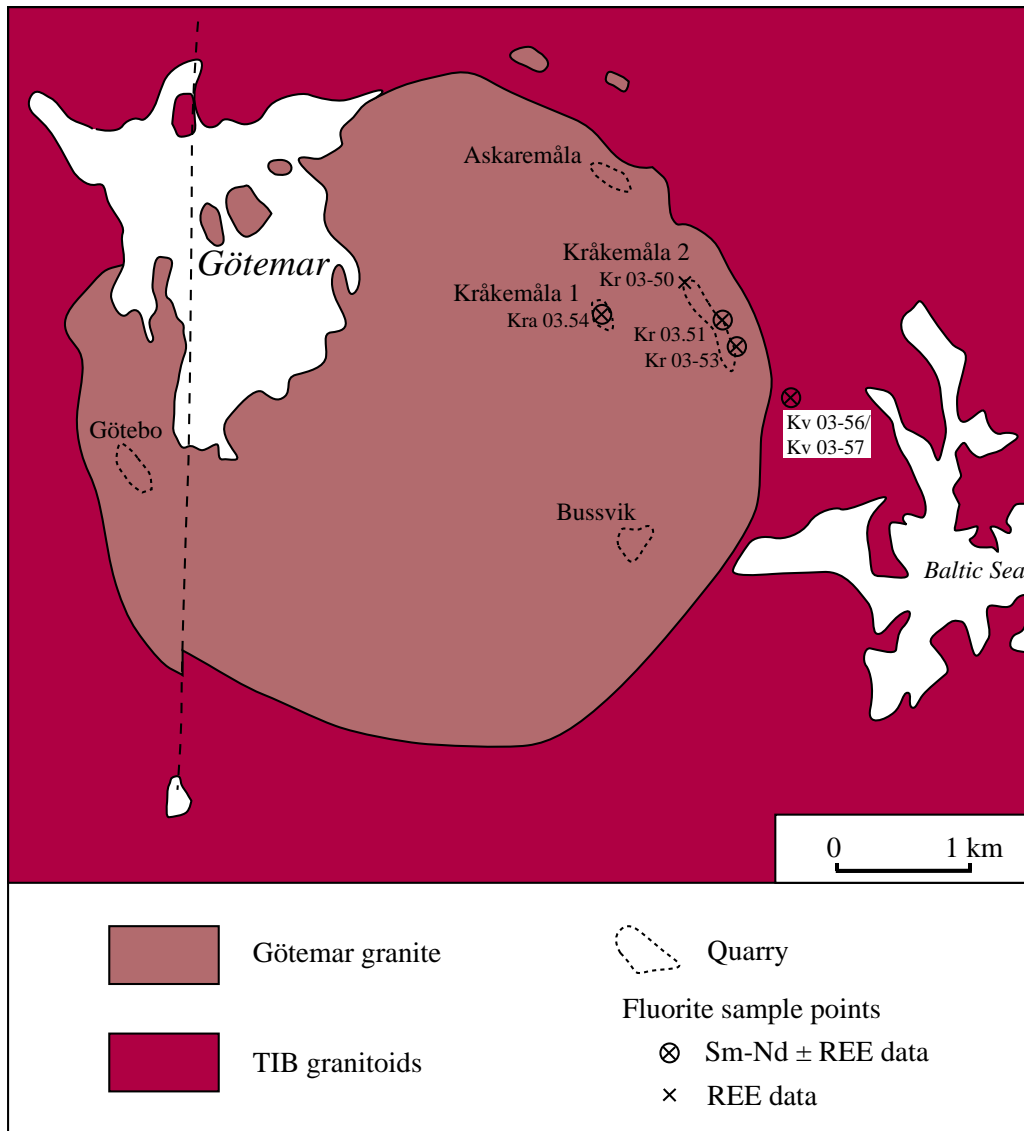 Askaremåla
Kråkemåla 2
Kr 03-50
Götemar
Kråkemåla 1
Kra 03.54
Kr 03.51
Kr 03-53
Kv 03-56/
Kv 03-57
Götebo
Bussvik
Baltic Sea
0 1 km
Götemar granite
Quarry
Fluorite sample points
TIB granitoids
Sm-Nd ± REE data
REE data